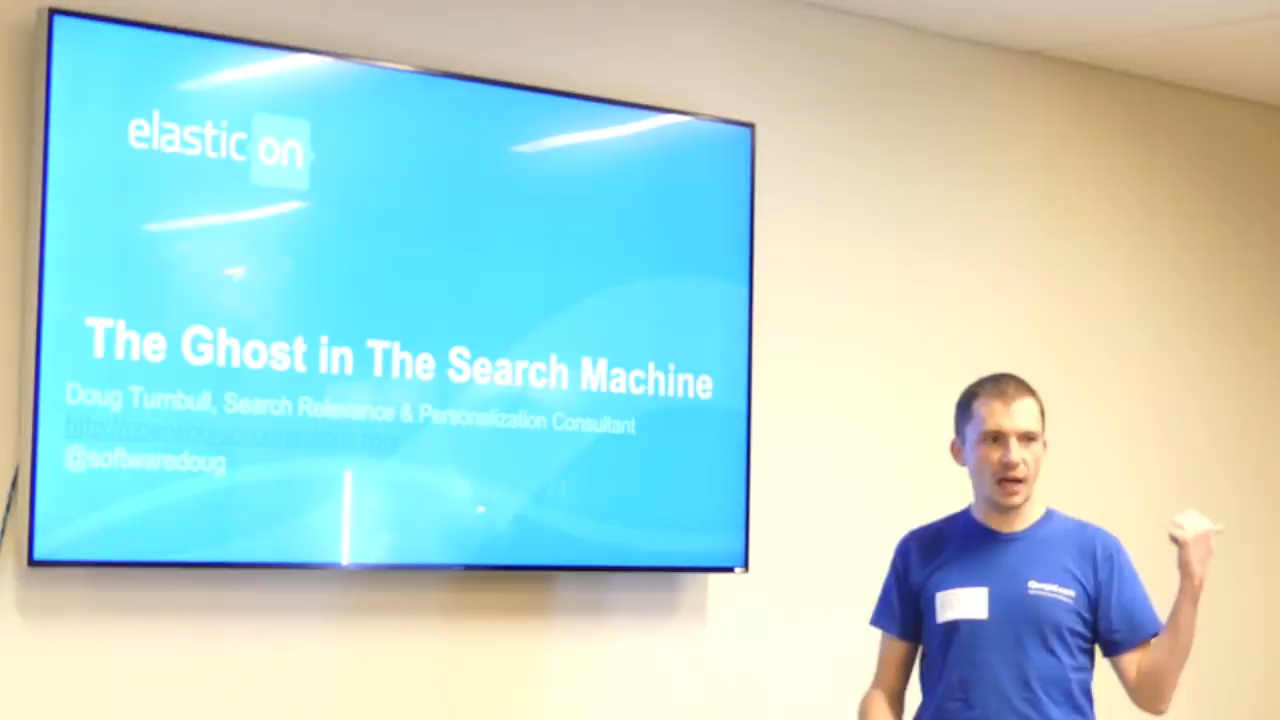 elastic on
The Ghost in The Search Machine
Doug Turnbull, Search Relevance & Personalization Consultant
@softwaredoug